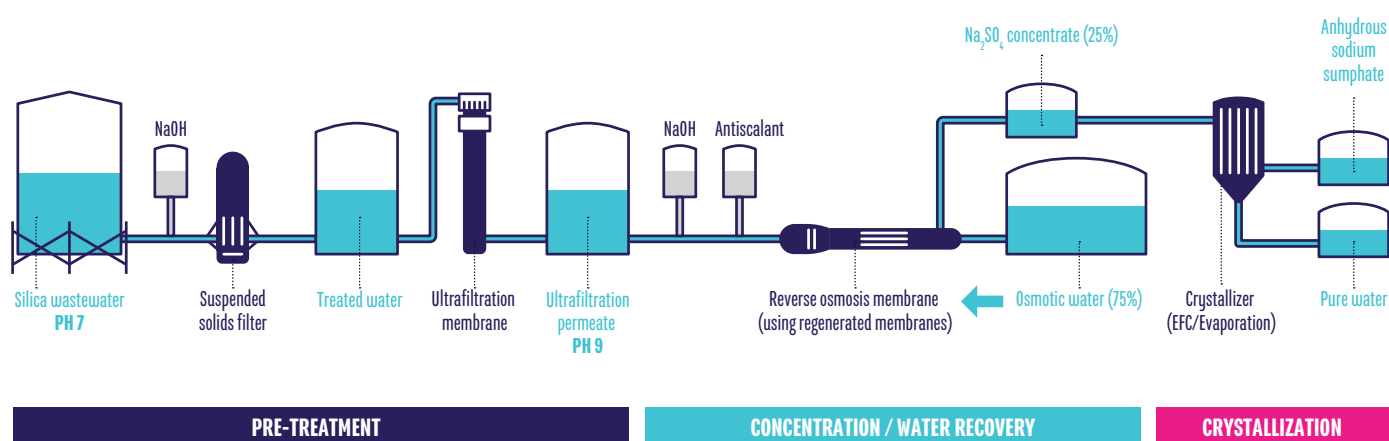 Na₂SO₄ concentrate (25%)
Anhydrous
sodium
sumphate
NaOH
NaOH
Antiscalant
Silica wastewater
PH 7
Suspended
solids filter
Treated water
Ultrafiltration
membrane
Ultrafiltration
permeate
PH 9
Reverse osmosis membrane
(using regenerated membranes)
Osmotic water (75%)
Crystallizer
(EFC/Evaporation)
Pure water
PRE-TREATMENT
CONCENTRATION / WATER RECOVERY
CRYSTALLIZATION